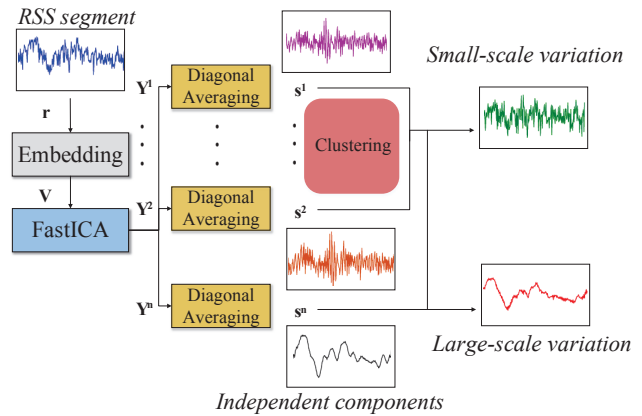 RSS segment
r
Embedding
V
FastICA
Y¹
Diagonal
Averaging
s¹
Clustering
Y²
Diagonal
Averaging
s²
Yⁿ
Diagonal
Averaging
sⁿ
Independent components
Small-scale variation
Large-scale variation